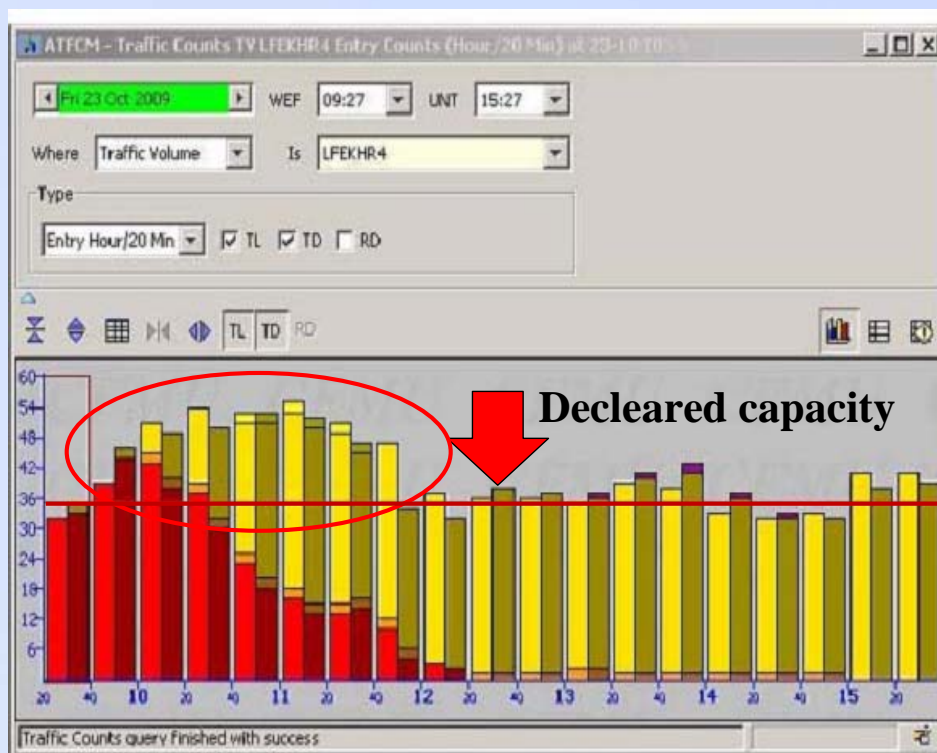 ATFCM - Traffic Counts TV LFEKHR4 Entry Counts (Hour/20 Min) at 23-10
Fri 23 Oct 2009 WEF 09:27 UNT 15:27
Where Traffic Volume Is LFEKHR4
Type
Entry Hour/20 Min TL TD RD
TL TD RD
Decleared capacity
60
54
48
42
36
30
24
18
12
6
20 40 10 20 40 11 20 40 12 20 40 13 20 40 14 20 40 15 20
Traffic Counts query finished with success